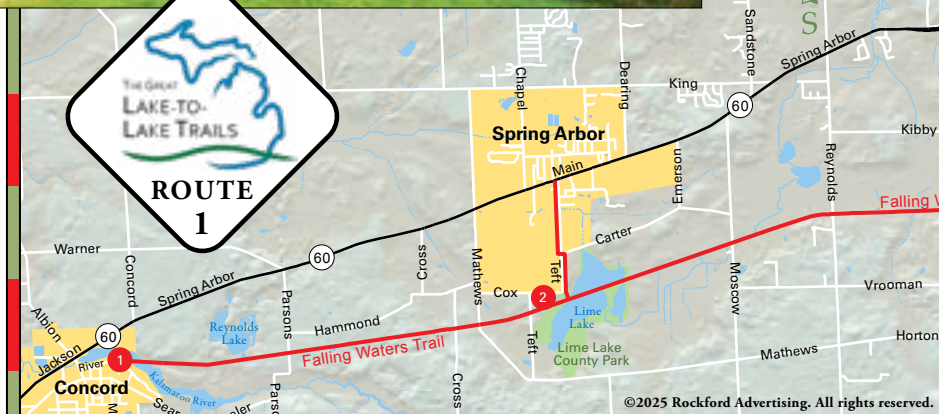 S
Sandstone
Spring Arbor
Chapel
Dearing
King
60
THE GREAT
LAKE-TO-
LAKE TRAILS
ROUTE
1
Spring Arbor
Kibby
Main
Emerson
Reynolds
Falling W
Carter
Warner
Concord
Cross
Mathews
60
Teft
Moscow
Spring Arbor
Parsons
Cox
2
Vrooman
Albion
Reynolds
Lake
Hammond
Lime
Lake
60
Horton
Jackson
River
1
Falling Waters Trail
Teft
Lime Lake
County Park
Mathews
Concord
Kalamazoo River
Cross
Parso
M
Sear
ler
©2025 Rockford Advertising. All rights reserved.